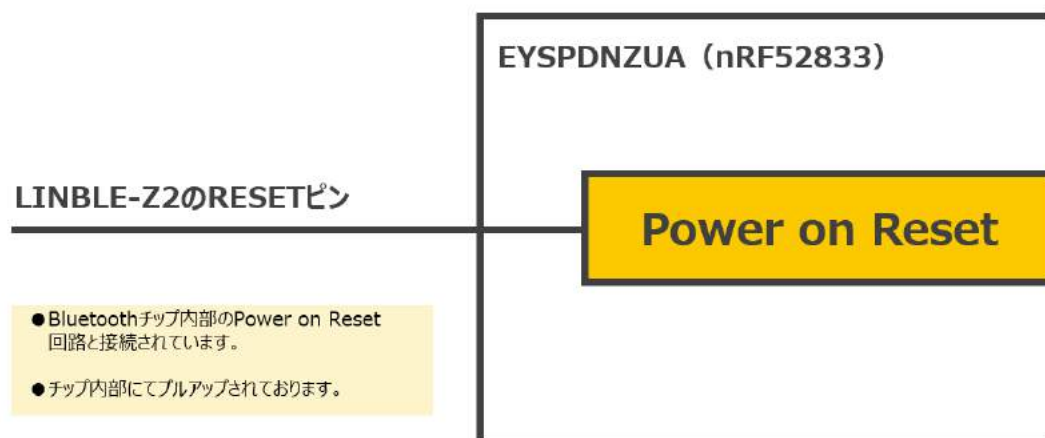 EYSPDNZUA（nRF52833）
LINBLE-Z2のRESETピン
Power on Reset
●Bluetoothチップ内部のPower on Reset
回路と接続されています。
●チップ内部にてプルアップされております。